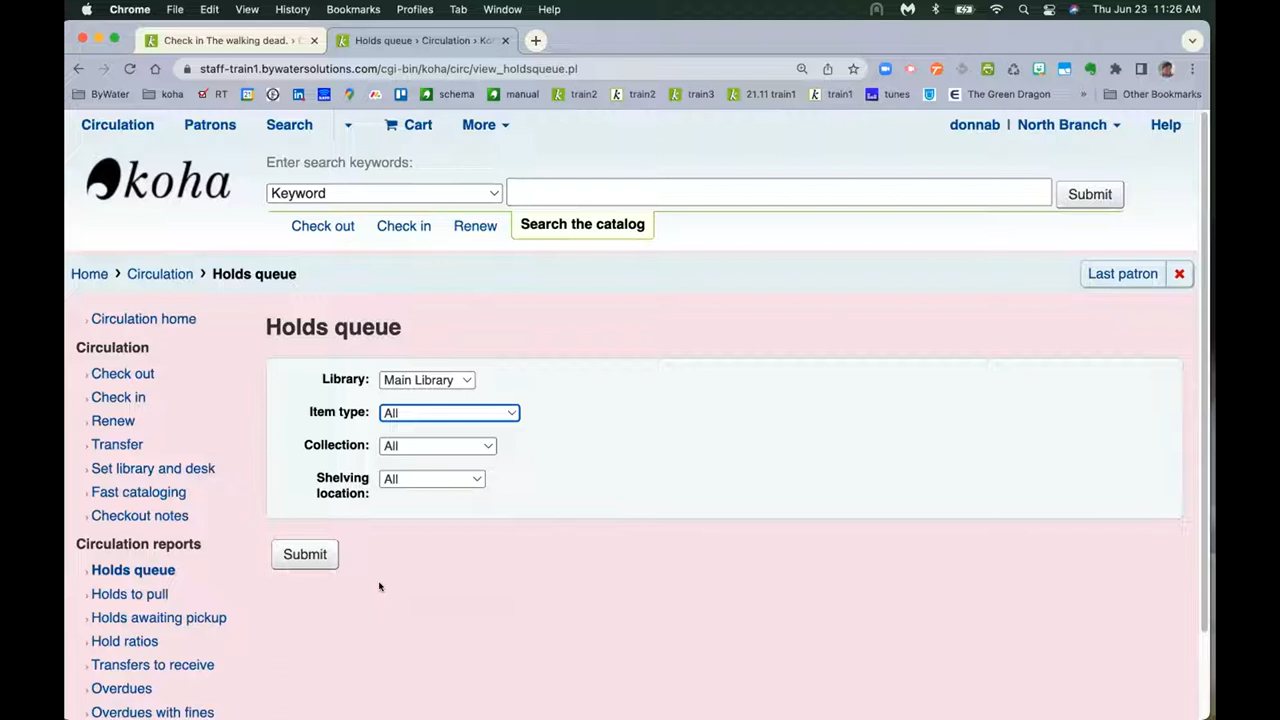 Chrome File Edit View History Bookmarks Profiles Tab Window Help Thu Jun 23 11:26 AM
Check in The walking dead. › Holds queue › Circulation ›
staff-train1.bywatersolutions.com/cgi-bin/koha/circ/view_holdsqueue.pl
ByWater koha RT schema manual train2 train2 train3 21.11 train1 train1 tunes The Green Dragon » Other Bookmarks
Circulation Patrons Search Cart More donnab | North Branch Help
koha
Enter search keywords:
Keyword Submit
Check out Check in Renew Search the catalog
Home › Circulation › Holds queue Last patron
Circulation home
Circulation
Check out
Check in
Renew
Transfer
Set library and desk
Fast cataloging
Checkout notes
Circulation reports
Holds queue
Holds to pull
Holds awaiting pickup
Hold ratios
Transfers to receive
Overdues
Overdues with fines
Holds queue
Library: Main Library
Item type: All
Collection: All
Shelving
location: All
Submit